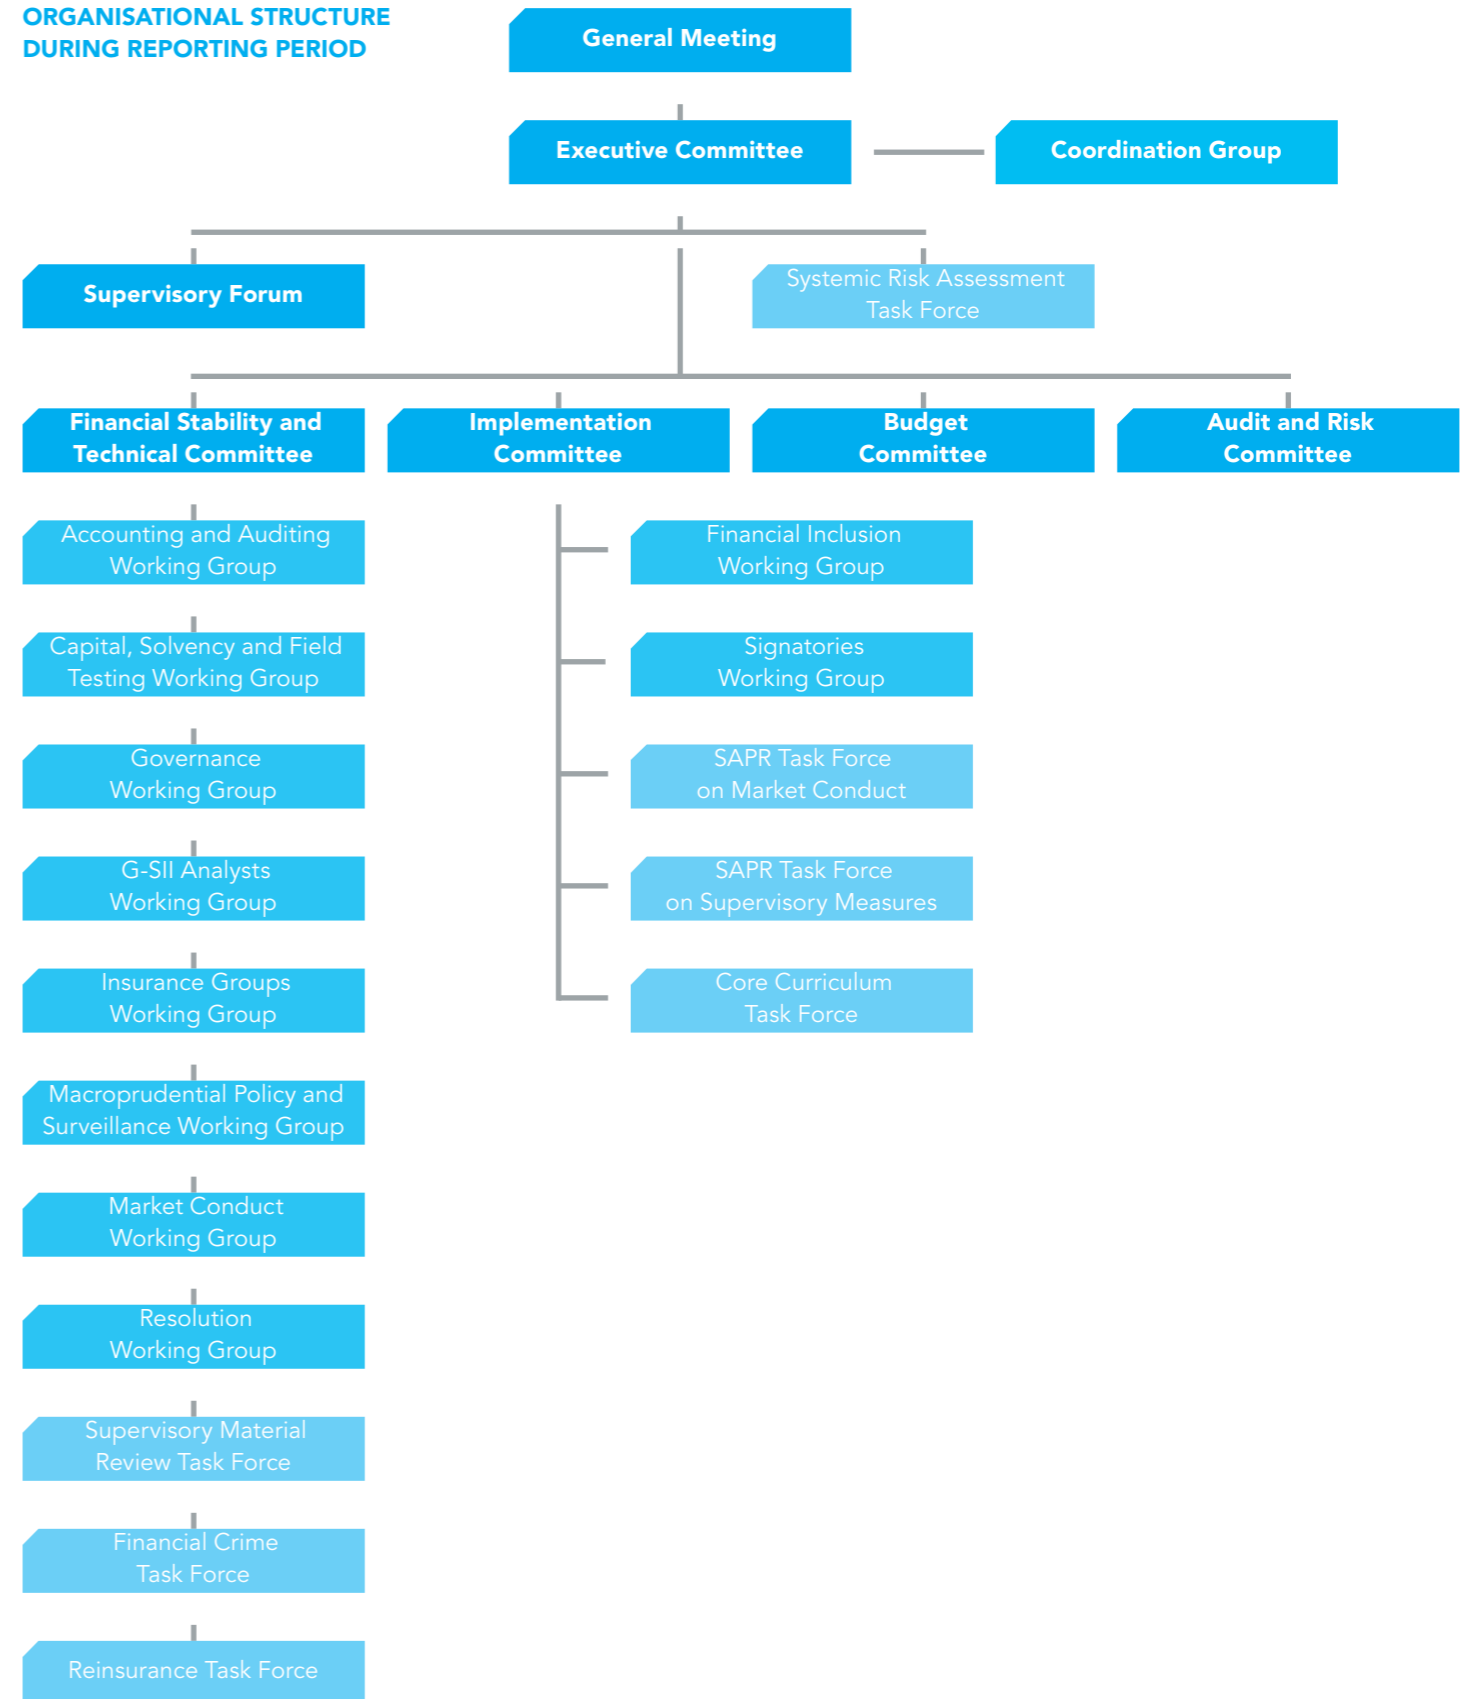 ORGANISATIONAL STRUCTURE
DURING REPORTING PERIOD
General Meeting
Executive Committee
Coordination Group
Supervisory Forum
Systemic Risk Assessment
Task Force
Financial Stability and
Technical Committee
Implementation
Committee
Budget
Committee
Audit and Risk
Committee
Accounting and Auditing
Working Group
Capital, Solvency and Field
Testing Working Group
Governance
Working Group
G-SII Analysts
Working Group
Insurance Groups
Working Group
Macroprudential Policy and
Surveillance Working Group
Market Conduct
Working Group
Resolution
Working Group
Supervisory Material
Review Task Force
Financial Crime
Task Force
Reinsurance Task Force
Financial Inclusion
Working Group
Signatories
Working Group
SAPR Task Force
on Market Conduct
SAPR Task Force
on Supervisory Measures
Core Curriculum
Task Force